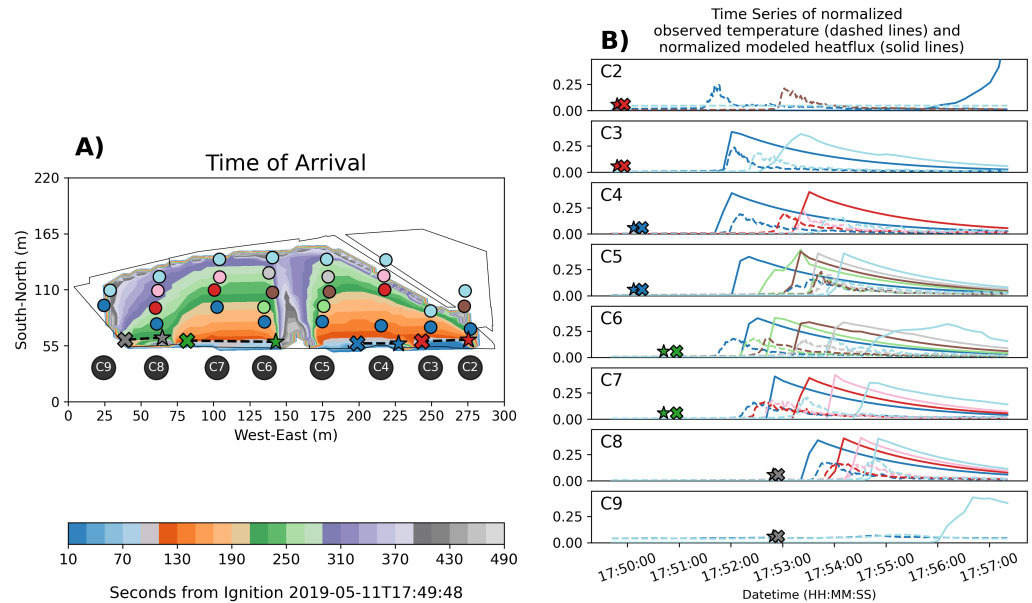 A)
Time of Arrival
220
165
110
55
0
South-North (m)
C9
C8
C7
C6
C5
C4
C3
C2
0
25
50
75
100
125
150
175
200
225
250
275
300
West-East (m)
10
70
130
190
250
310
370
430
490
Seconds from Ignition 2019-05-11T17:49:48
Time Series of normalized
observed temperature (dashed lines) and
normalized modeled heatflux (solid lines)
B)
C2
0.25
0.00
C3
0.25
0.00
C4
0.25
0.00
C5
0.25
0.00
C6
0.25
0.00
C7
0.25
0.00
C8
0.25
0.00
C9
0.25
0.00
17:50:00
17:51:00
17:52:00
17:53:00
17:54:00
17:55:00
17:56:00
17:57:00
Datetime (HH:MM:SS)